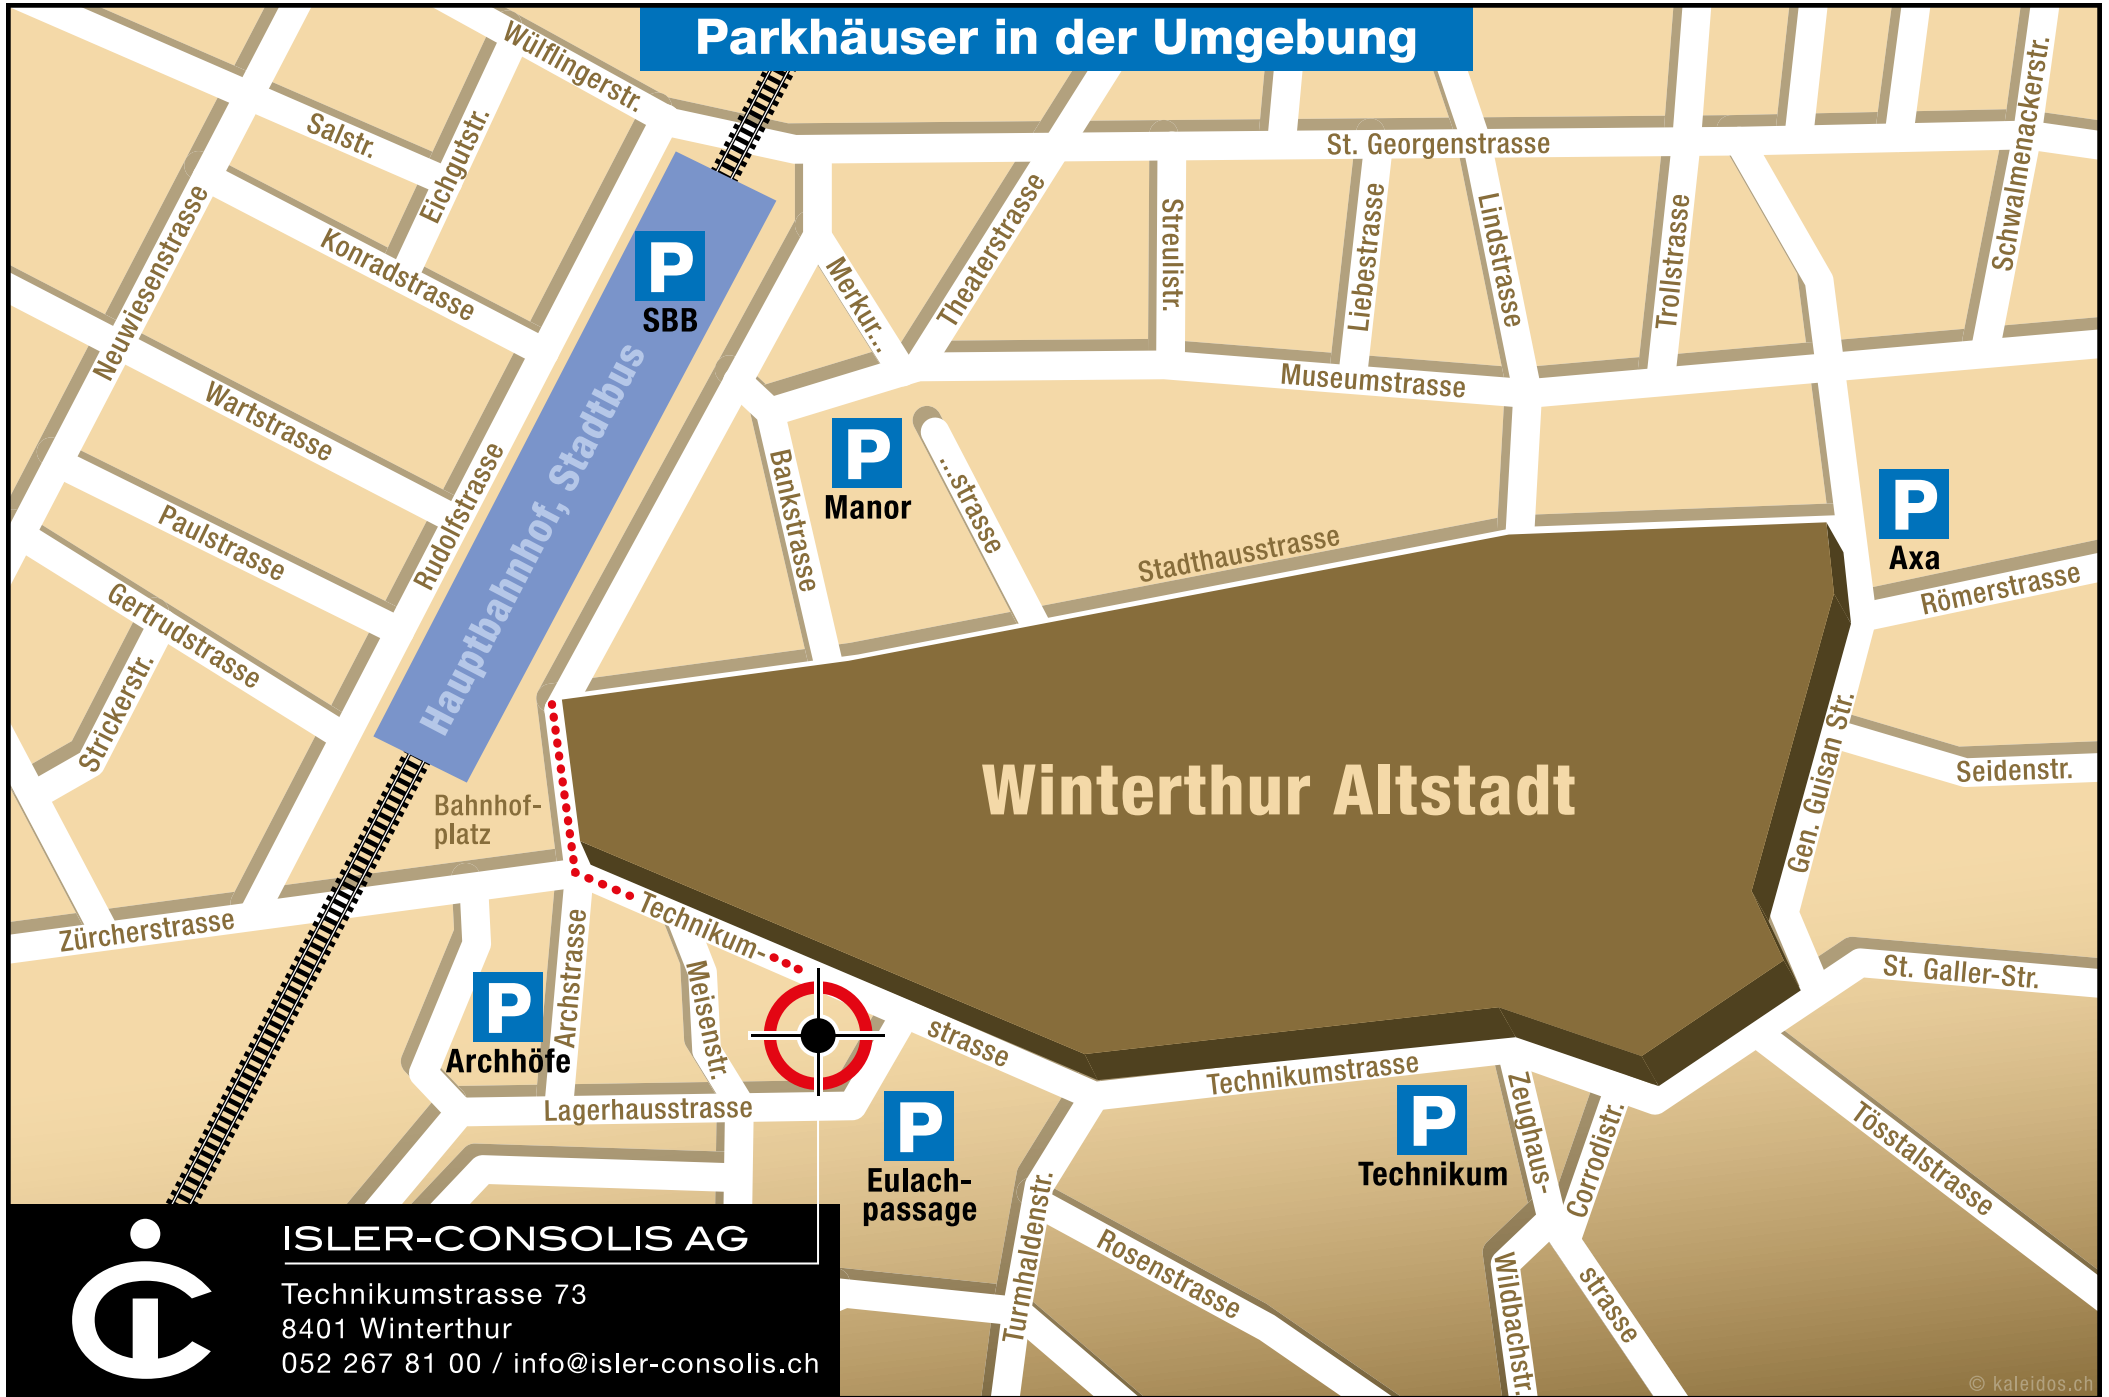 Parkhäuser in der Umgebung
Wülflingerstr.
Salstr.
Eichgutstr.
St. Georgenstrasse
Schwalmenackerstr.
Neuwiesenstrasse
Konradstrasse
P
SBB
Merkur...
Theaterstrasse
Streulistr.
Liebestrasse
Lindstrasse
Trollstrasse
Museumstrasse
Wartstrasse
Rudolfstrasse
Hauptbahnhof, Stadtbus
P
Manor
Bankstrasse
...strasse
Stadthausstrasse
P
Axa
Römerstrasse
Paulstrasse
Gertrudstrasse
Strickerstr.
Winterthur Altstadt
Gen. Guisan Str.
Seidenstr.
Bahnhof-
platz
Zürcherstrasse
Technikum-
strasse
Archstrasse
Meisenstr.
P
Archhöfe
St. Galler-Str.
Lagerhausstrasse
Technikumstrasse
P
Eulach-
passage
P
Technikum
Zeughaus-
strasse
Corrodistr.
Tösstalstrasse
Turmhaldenstr.
Rosenstrasse
Wildbachstr.
ISLER-CONSOLIS AG
Technikumstrasse 73
8401 Winterthur
052 267 81 00 / info@isler-consolis.ch
© kaleidos.ch